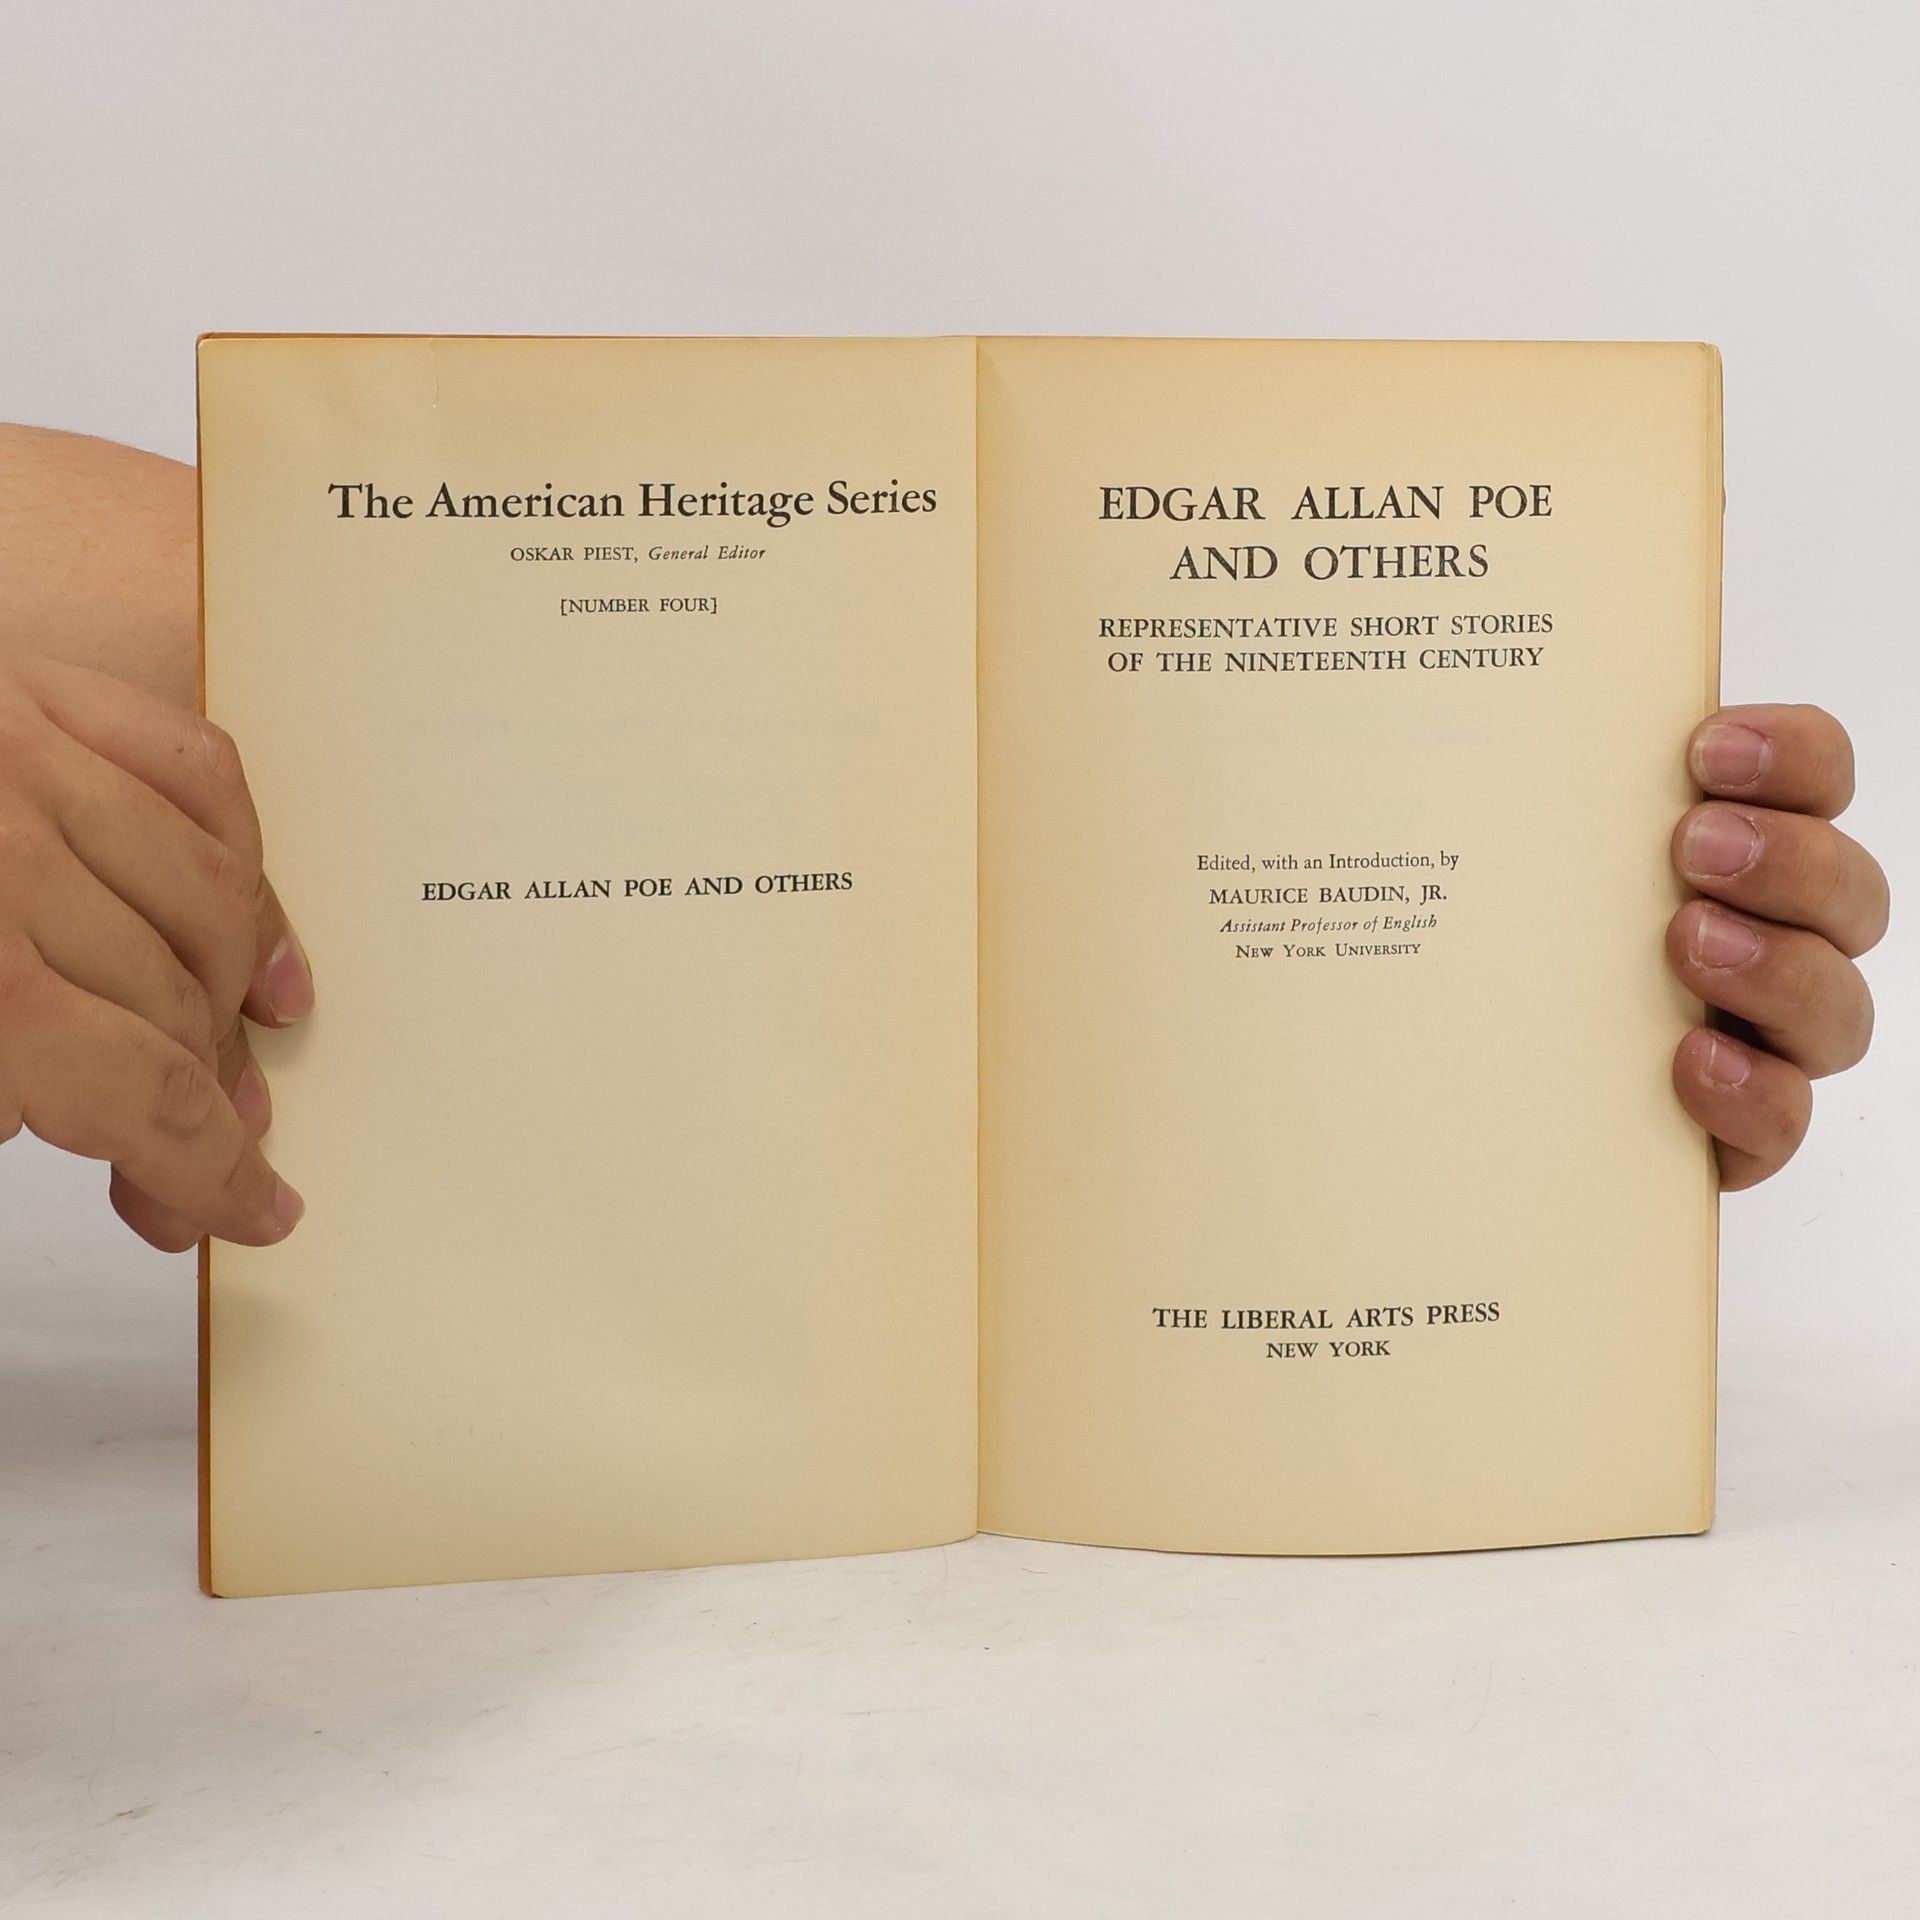 The American Heritage Series
OSKAR PIEST, General Editor
[NUMBER FOUR]
EDGAR ALLAN POE AND OTHERS
EDGAR ALLAN POE
AND OTHERS
REPRESENTATIVE SHORT STORIES
OF THE NINETEENTH CENTURY
Edited, with an Introduction, by
MAURICE BAUDIN, JR.
Assistant Professor of English
NEW YORK UNIVERSITY
THE LIBERAL ARTS PRESS
NEW YORK